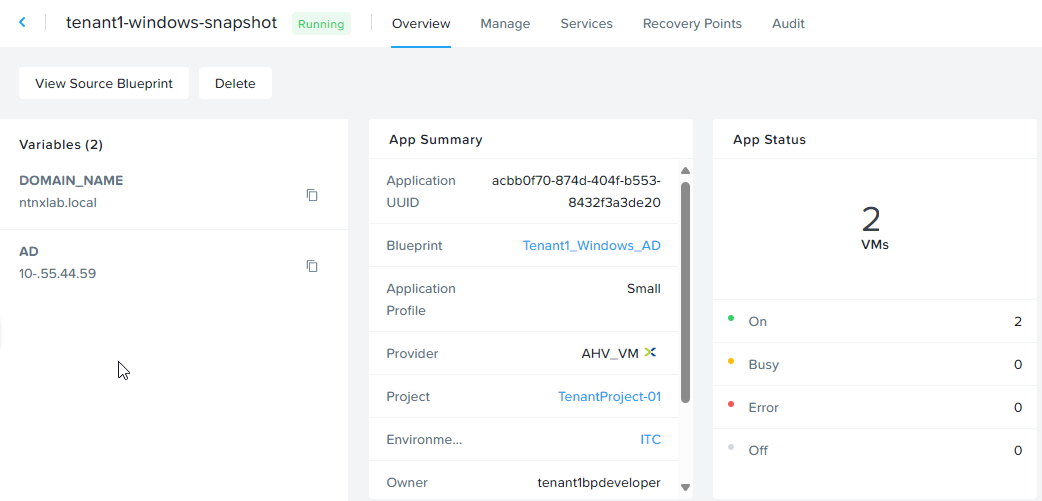 tenant1-windows-snapshot Running Overview Manage Services Recovery Points Audit
View Source Blueprint Delete
Variables (2)
DOMAIN_NAME
ntnxlab.local
AD
10-.55.44.59
App Summary
Application UUID acbb0f70-874d-404f-b553-8432f3a3de20
Blueprint Tenant1_Windows_AD
Application Profile Small
Provider AHV_VM
Project TenantProject-01
Environme... ITC
Owner tenant1bpdeveloper
App Status
2
VMs
On 2
Busy 0
Error 0
Off 0